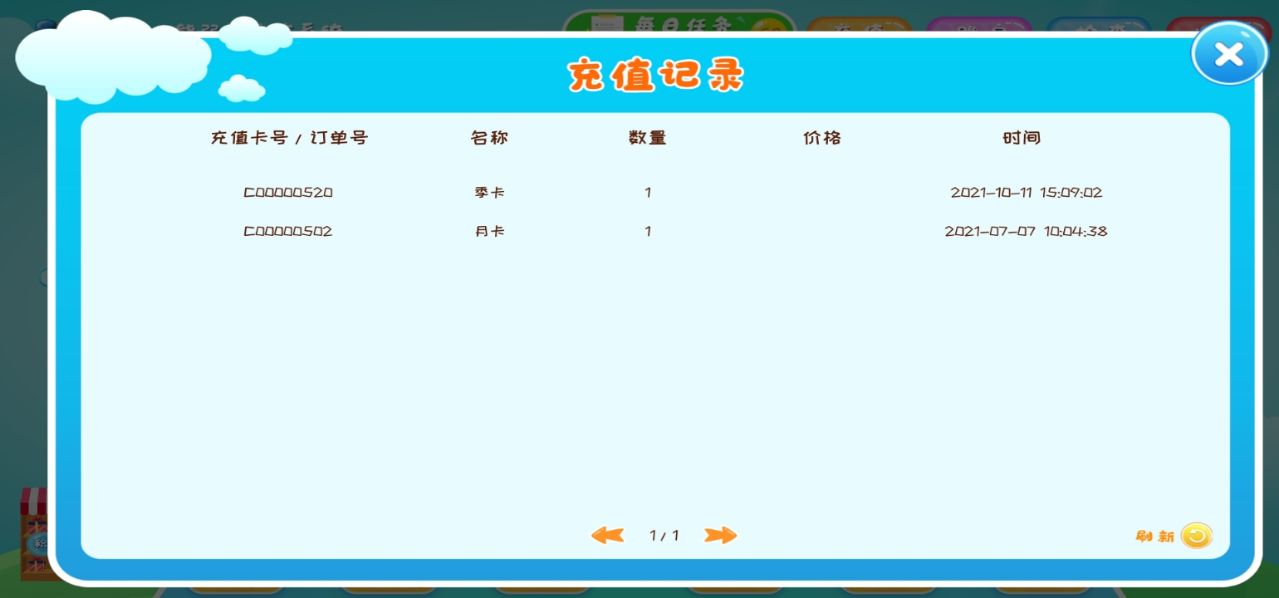 每日任务
充值记录
充值卡号 / 订单号 名称 数量 价格 时间
C00000520 季卡 1 2021-10-11 15:09:02
C00000502 月卡 1 2021-07-07 10:04:38
1 / 1
刷新